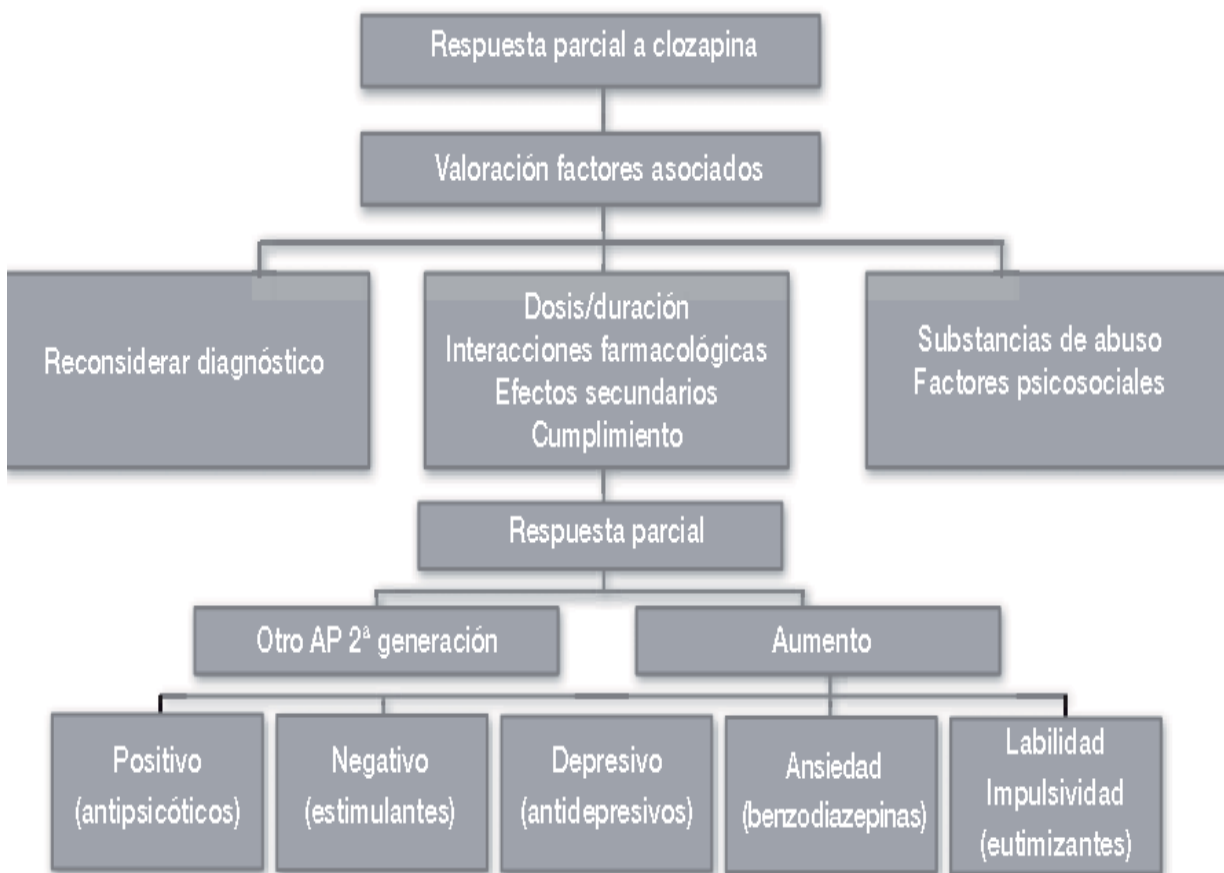 Respuesta parcial a clozapina
Valoración factores asociados
Reconsiderar diagnóstico
Dosis/duración
Interacciones farmacológicas
Efectos secundarios
Cumplimiento
Substancias de abuso
Factores psicosociales
Respuesta parcial
Otro AP 2ª generación
Aumento
Positivo
(antipsicóticos)
Negativo
(estimulantes)
Depresivo
(antidepresivos)
Ansiedad
(benzodiazepinas)
Labilidad
Impulsividad
(eutimizantes)